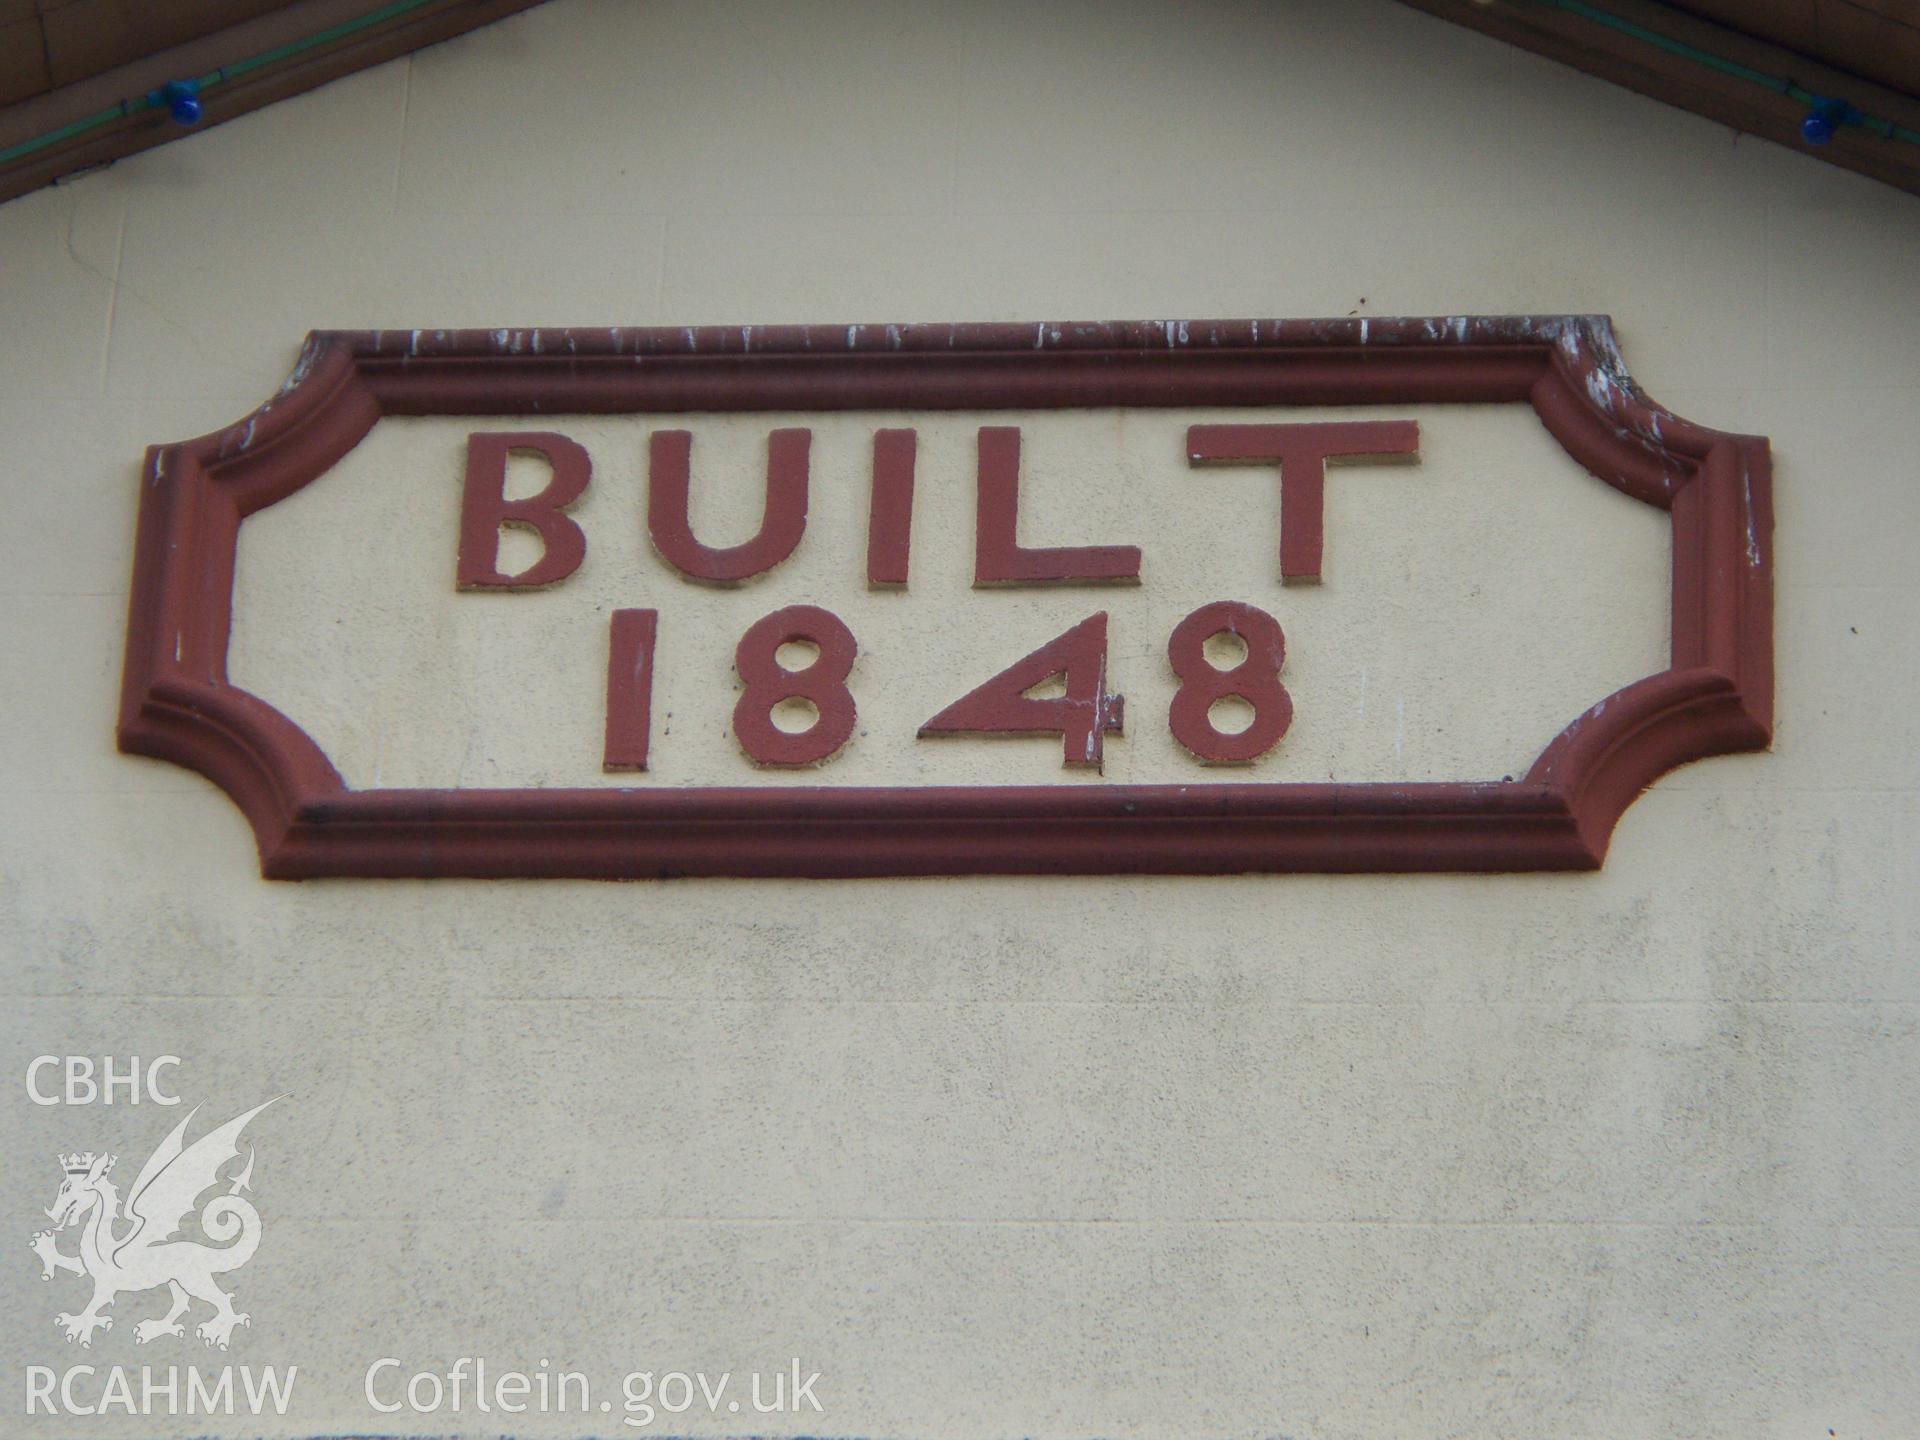 BUILT
1848
CBHC
RCAHMW Coflein.gov.uk